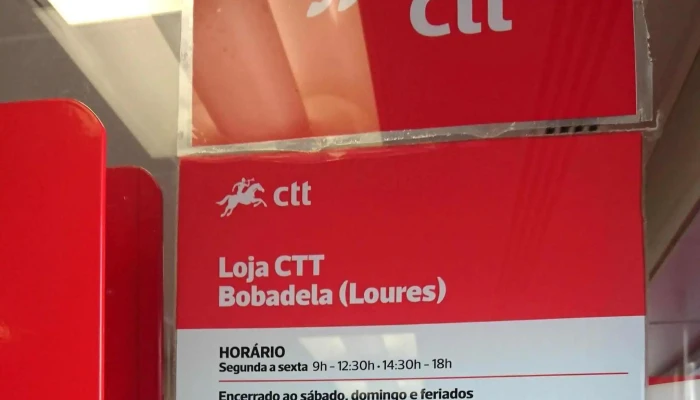 ctt
ctt
Loja CTT
Bobadela (Loures)
HORÁRIO
Segunda a sexta 9h - 12:30h • 14:30h - 18h
Encerrado ao sábado, domingo e feriados